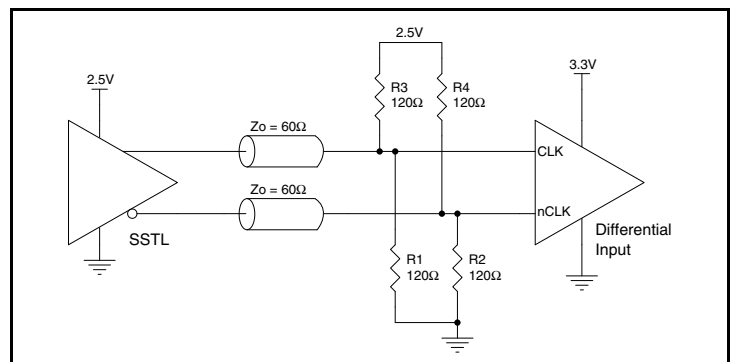 2.5V
3.3V
2.5V
R3
120Ω
R4
120Ω
Zo = 60Ω
CLK
Zo = 60Ω
nCLK
Differential
Input
SSTL
R1
120Ω
R2
120Ω